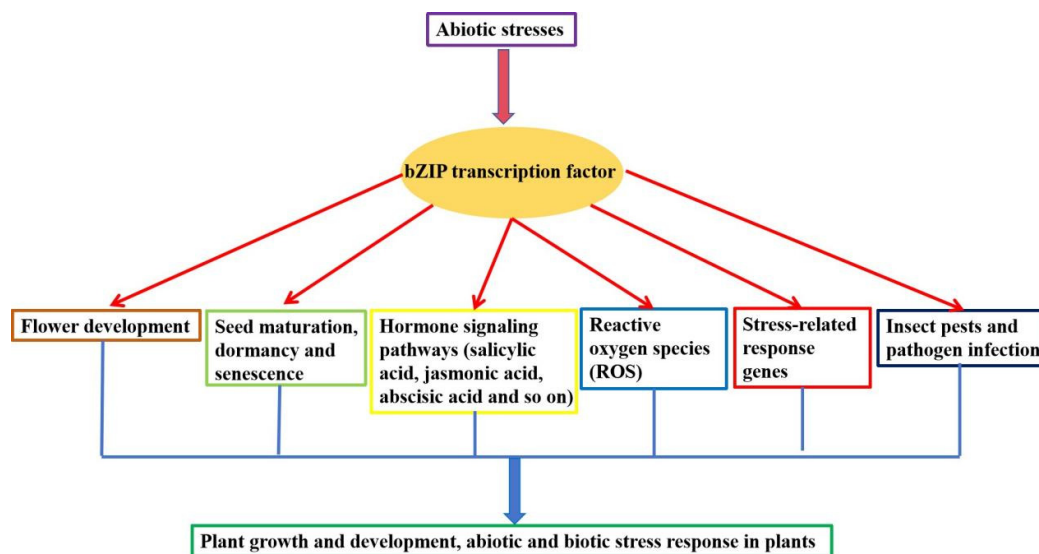 Abiotic stresses
bZIP transcription factor
Flower development
Seed maturation,
dormancy and
senescence
Hormone signaling
pathways (salicylic
acid, jasmonic acid,
abscisic acid and so on)
Reactive
oxygen species
(ROS)
Stress-related
response
genes
Insect pests and
pathogen infection
Plant growth and development, abiotic and biotic stress response in plants